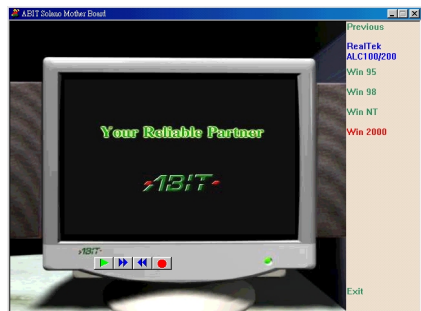 ABIT Solano Mother Board
Previous
RealTek
ALC100/200
Win 95
Win 98
Win NT
Win 2000
Your Reliable Partner
ABIT
ABIT
Exit